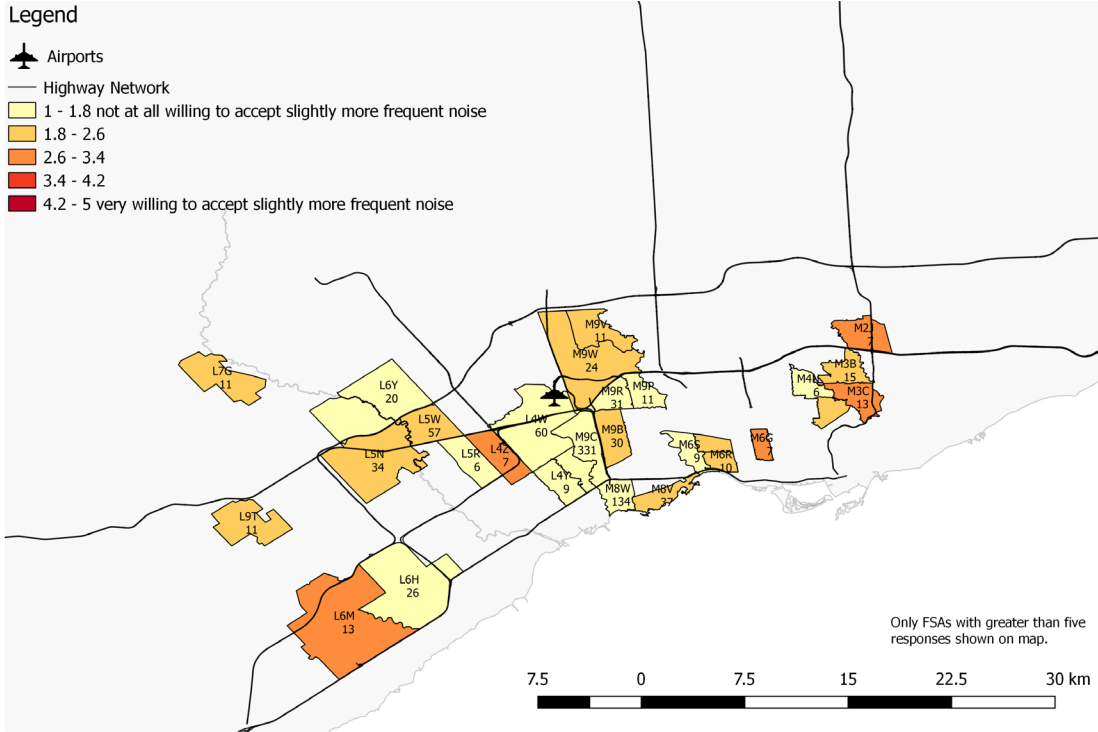 Legend
Airports
Highway Network
1 - 1.8 not at all willing to accept slightly more frequent noise
1.8 - 2.6
2.6 - 3.4
3.4 - 4.2
4.2 - 5 very willing to accept slightly more frequent noise
M9V
11
M2J
7
M9W
24
L7G
11
M3B
15
M4
6
L6Y
20
M9R
31
M9P
11
M3C
13
L5W
57
L4W
60
M9B
30
M9C
331
M6G
7
M6S
9
M6R
10
L5N
34
L5R
6
L4Z
7
L4Y
9
M8W
134
M8V
37
L9T
11
L6H
26
L6M
13
Only FSAs with greater than five
responses shown on map.
7.5 0 7.5 15 22.5 30 km